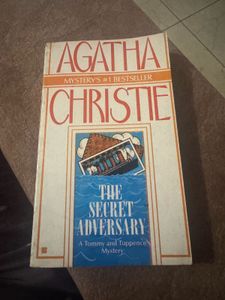 AGATHA
MYSTERY'S #1 BESTSELLER
CHRISTIE
THE
SECRET
ADVERSARY
A Tommy and Tuppence
Mystery